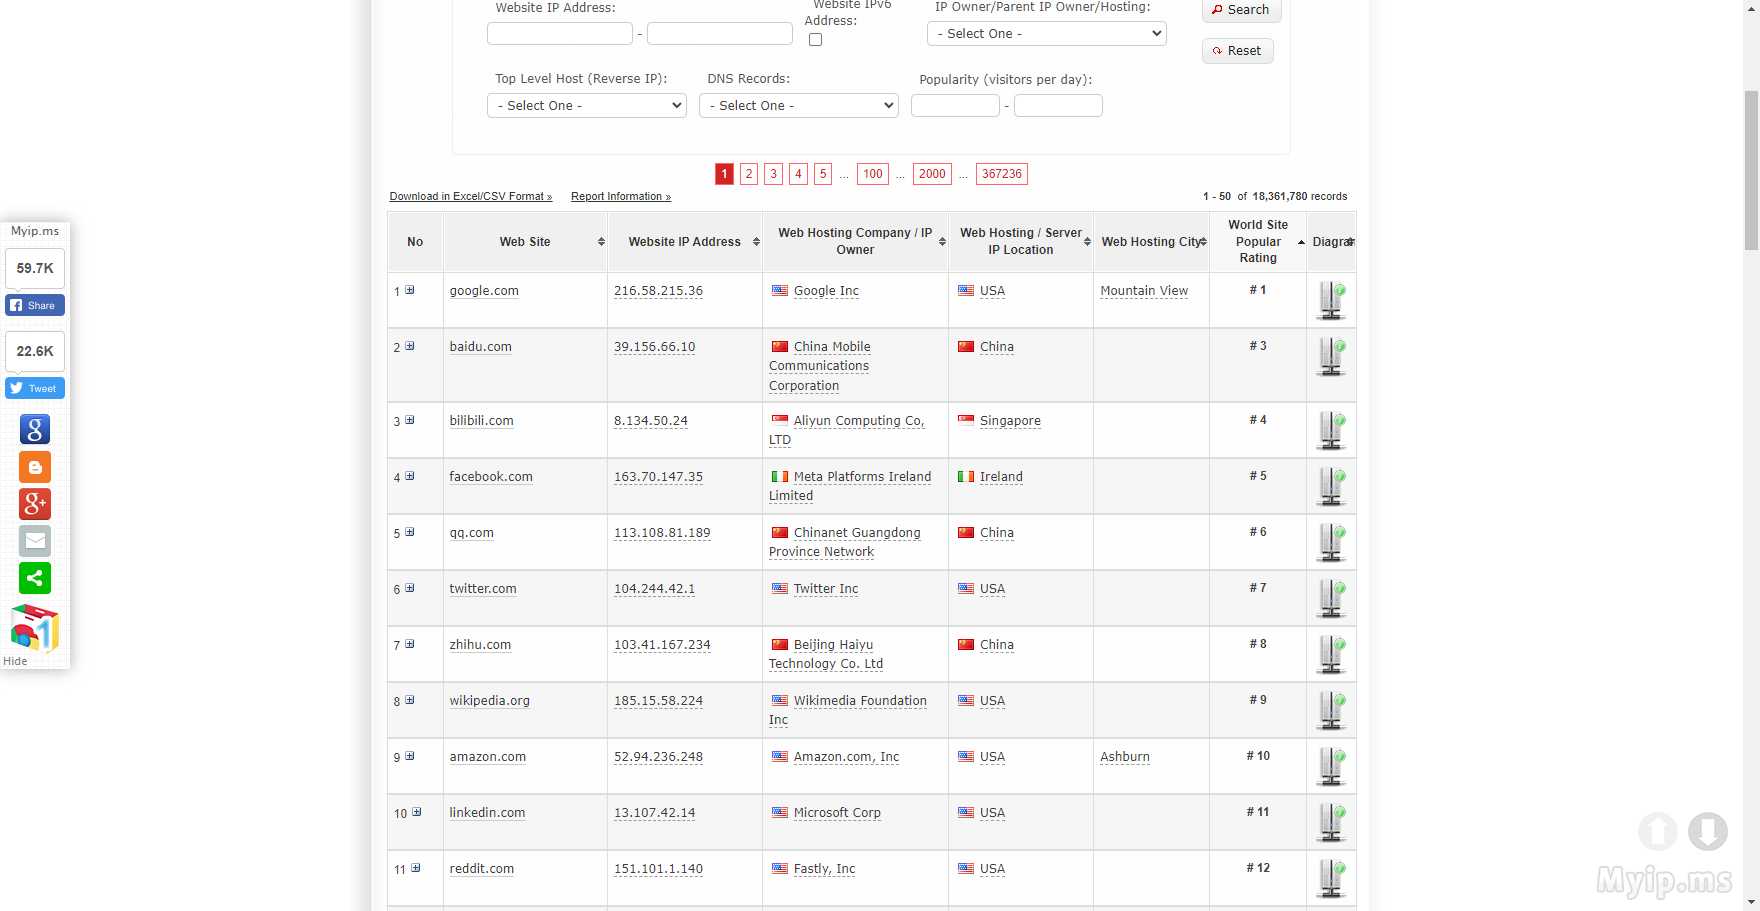 Website IP Address:
-
Website IPv6
Address:
IP Owner/Parent IP Owner/Hosting:
- Select One -
Search
Reset
Top Level Host (Reverse IP):
- Select One -
DNS Records:
- Select One -
Popularity (visitors per day):
-
1 2 3 4 5 ... 100 ... 2000 ... 367236
Download in Excel/CSV Format » Report Information » 1 - 50 of 18,361,780 records
No
Web Site
Website IP Address
Web Hosting Company / IP
Owner
Web Hosting / Server
IP Location
Web Hosting City
World Site
Popular
Rating
Diagram
1 google.com 216.58.215.36 Google Inc USA Mountain View # 1
2 baidu.com 39.156.66.10 China Mobile China # 3
Communications
Corporation
3 bilibili.com 8.134.50.24 Aliyun Computing Co, Singapore # 4
LTD
4 facebook.com 163.70.147.35 Meta Platforms Ireland Ireland # 5
Limited
5 qq.com 113.108.81.189 Chinanet Guangdong China # 6
Province Network
6 twitter.com 104.244.42.1 Twitter Inc USA # 7
7 zhihu.com 103.41.167.234 Beijing Haiyu China # 8
Technology Co. Ltd
8 wikipedia.org 185.15.58.224 Wikimedia Foundation USA # 9
Inc
9 amazon.com 52.94.236.248 Amazon.com, Inc USA Ashburn # 10
10 linkedin.com 13.107.42.14 Microsoft Corp USA # 11
11 reddit.com 151.101.1.140 Fastly, Inc USA # 12
Myip.ms
59.7K
Share
22.6K
Tweet
g
g+
1
Hide
Myip.ms